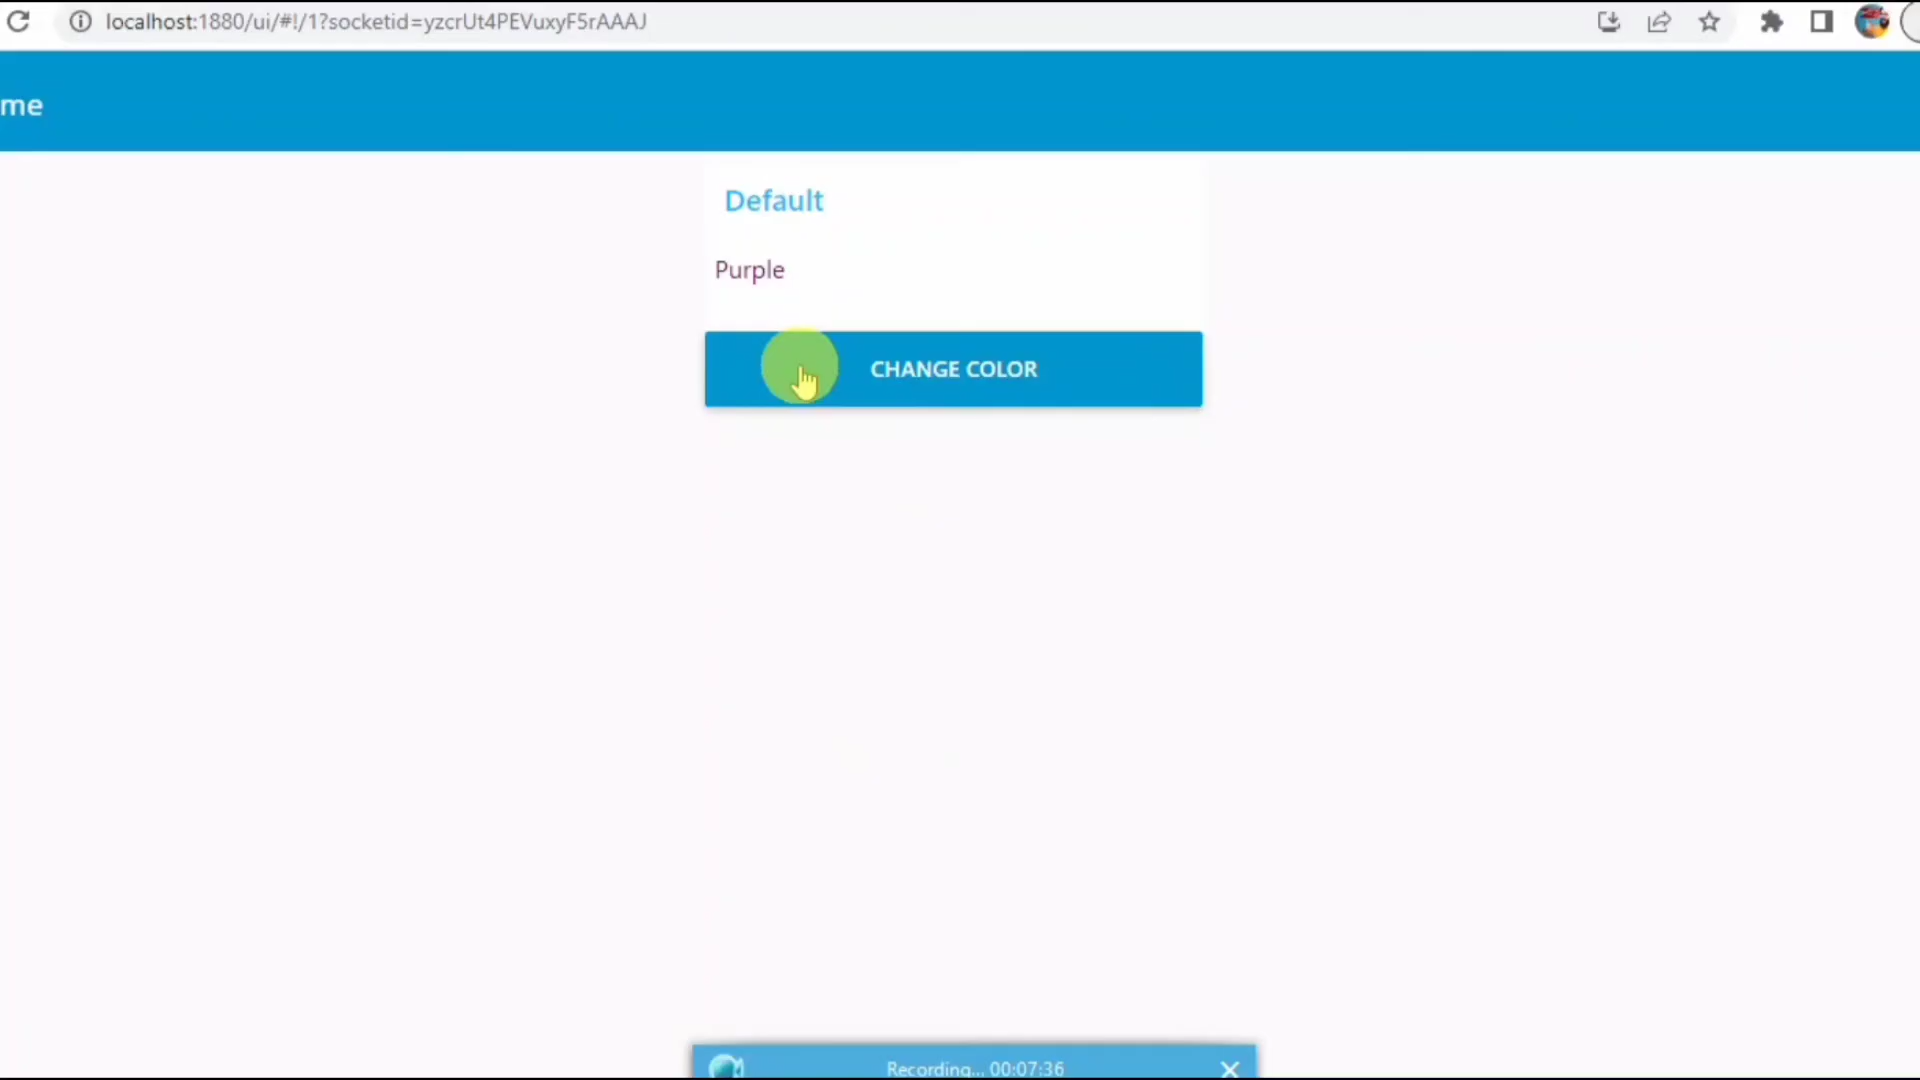 localhost:1880/ui/#!/1?socketid=yzcrUt4PEVuxyF5rAAAJ
me
Default
Purple
CHANGE COLOR
Recording... 00:07:36